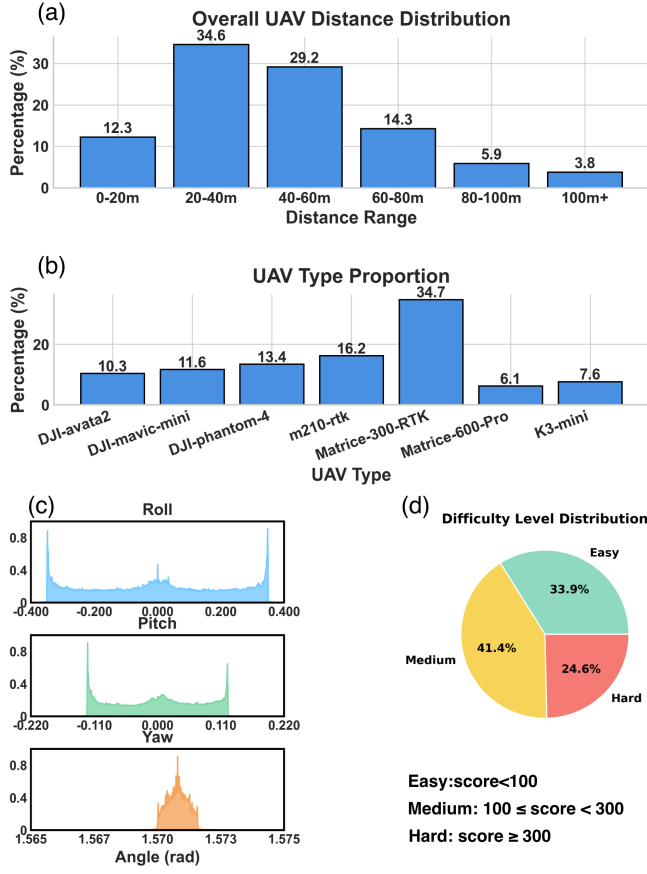 (a)
Overall UAV Distance Distribution
Percentage (%)
30
20
10
0
12.3
34.6
29.2
14.3
5.9
3.8
0-20m 20-40m 40-60m 60-80m 80-100m 100m+
Distance Range
(b)
UAV Type Proportion
Percentage (%)
20
0
10.3
11.6
13.4
16.2
34.7
6.1
7.6
DJI-avata2 DJI-mavic-mini DJI-phantom-4 m210-rtk Matrice-300-RTK Matrice-600-Pro K3-mini
UAV Type
(c)
Roll
0.8
0.4
0
-0.400 -0.200 0.000 0.200 0.400
Pitch
0.8
0.4
0
-0.220 -0.110 0.000 0.110 0.220
Yaw
0.8
0.4
0
1.565 1.567 1.570 1.573 1.575
Angle (rad)
(d)
Difficulty Level Distribution
Easy
33.9%
Medium
41.4%
24.6%
Hard
Easy:score<100
Medium: 100 ≤ score < 300
Hard: score ≥ 300